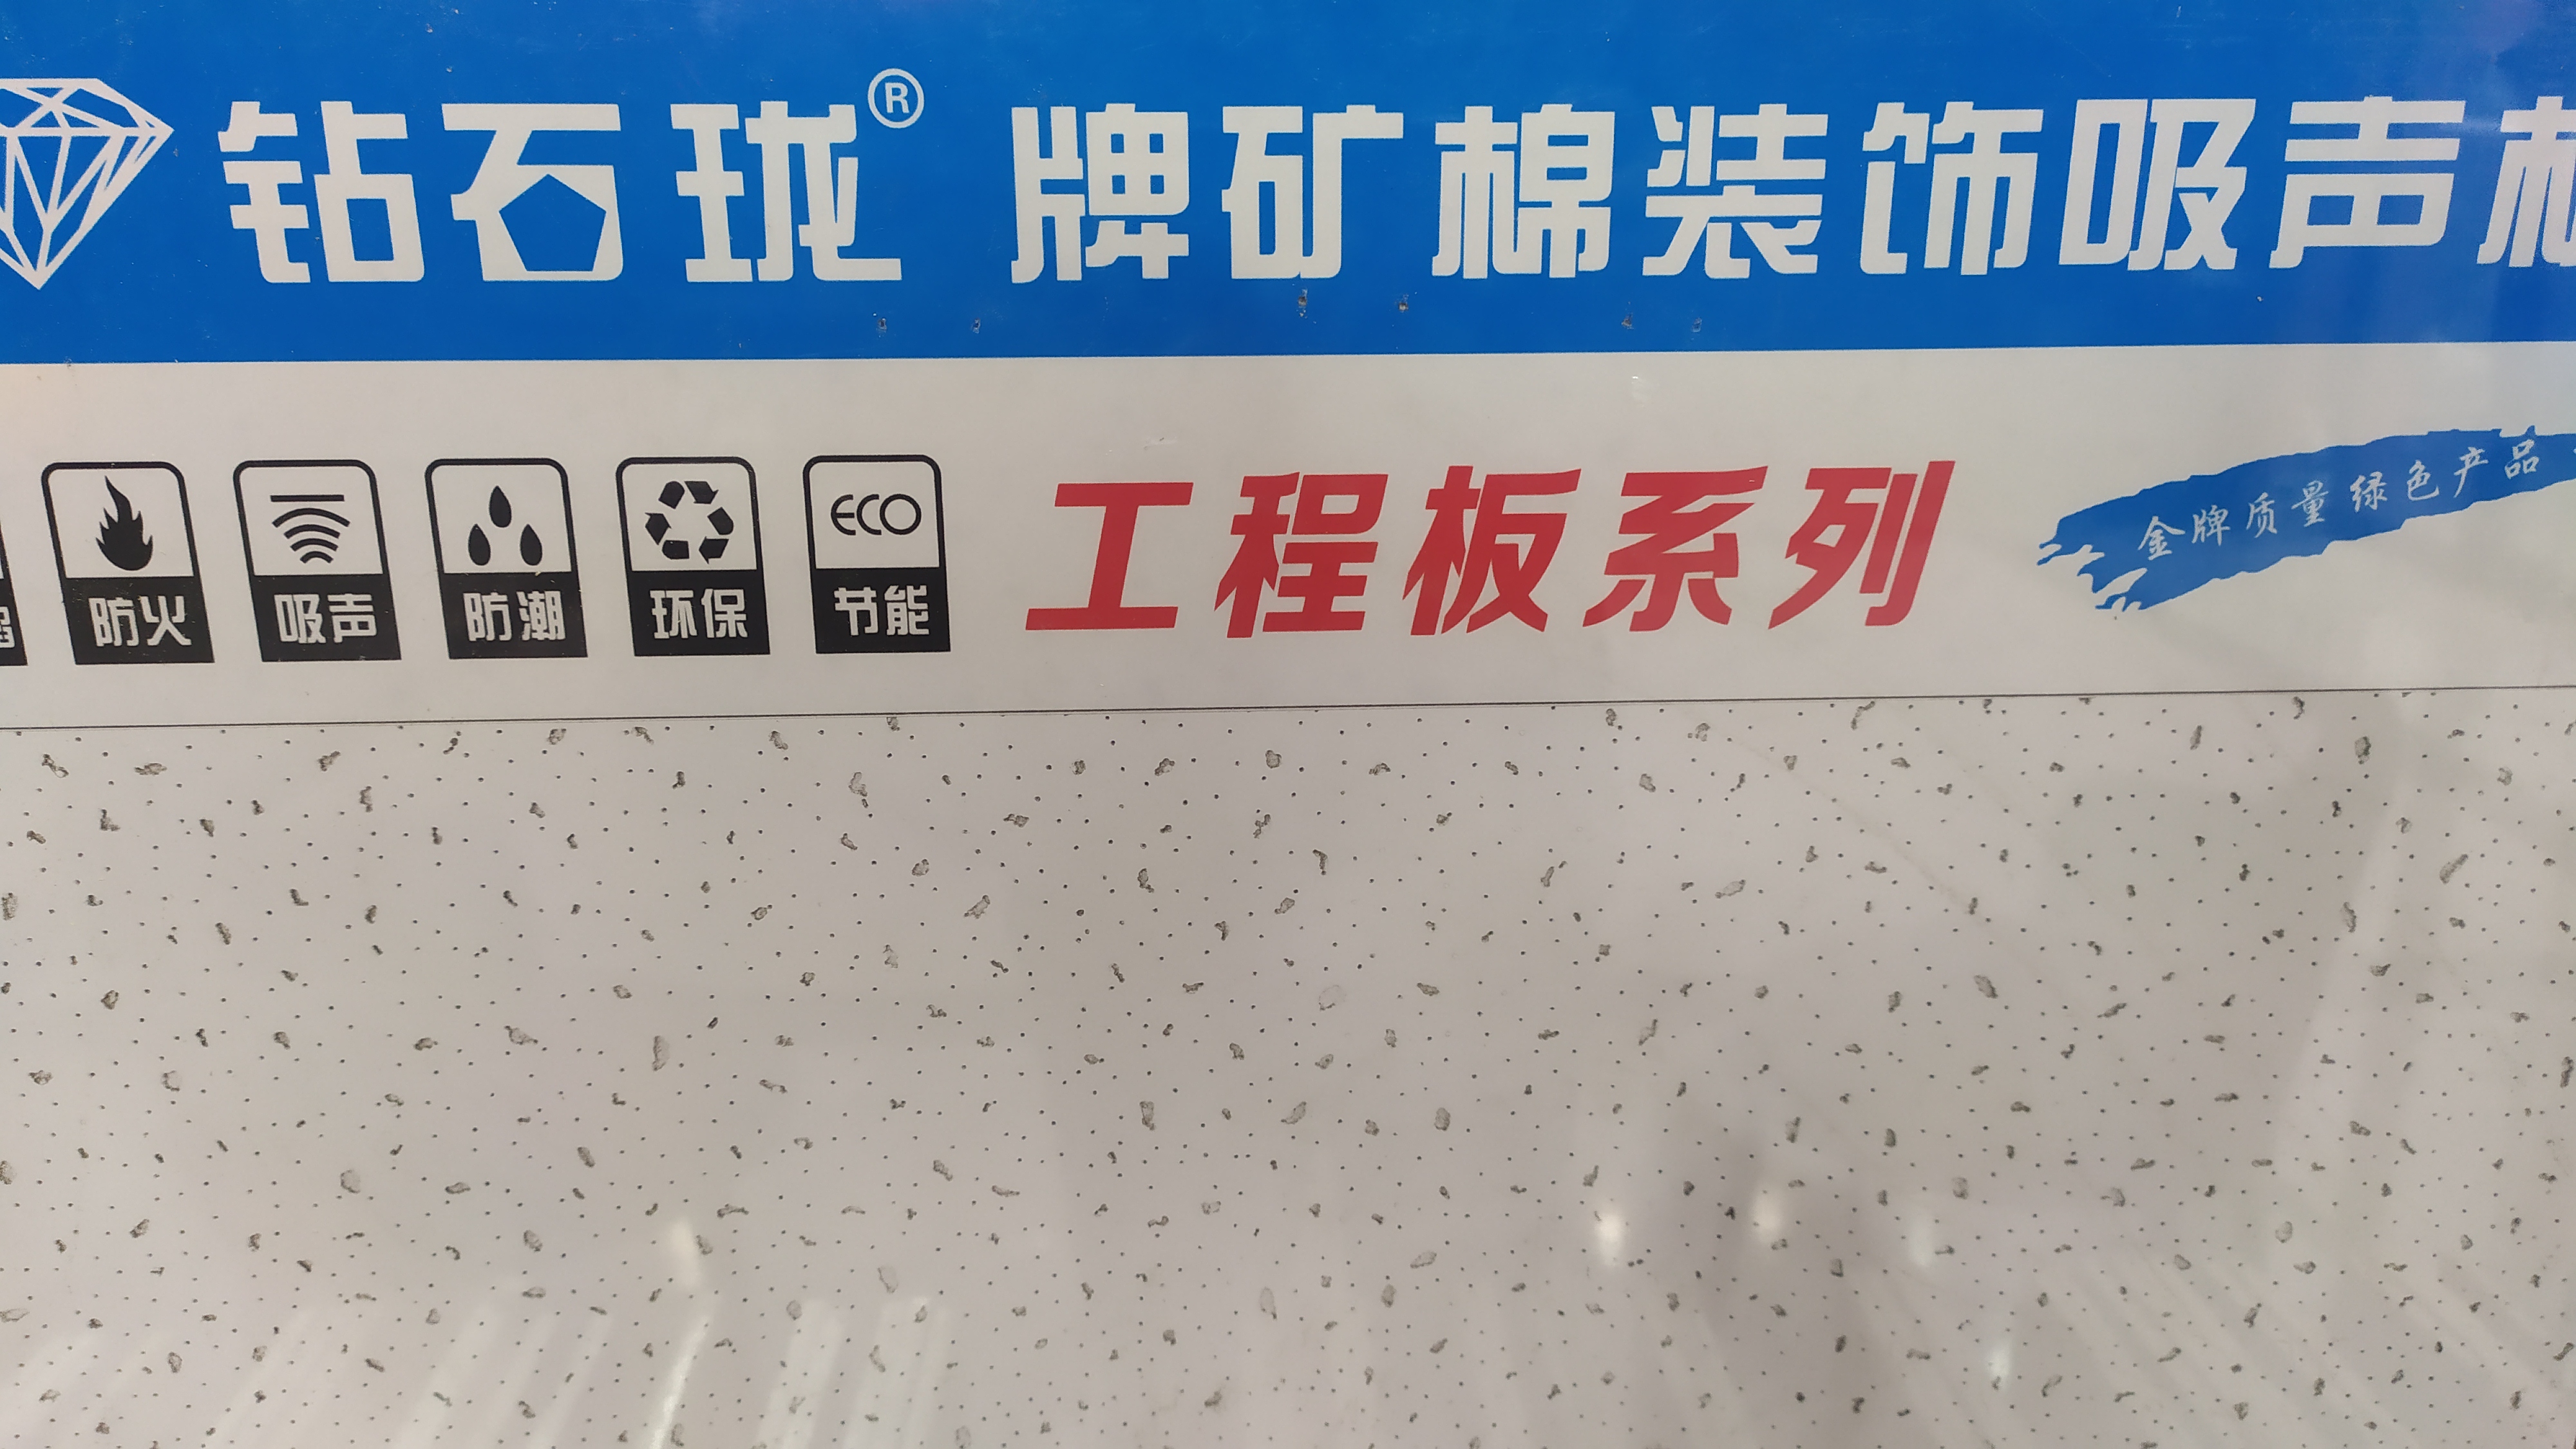 钻石珑® 牌矿棉装饰吸声
工程板系列
金牌质量绿色产品
防火
吸声
防潮
环保
ECO
节能